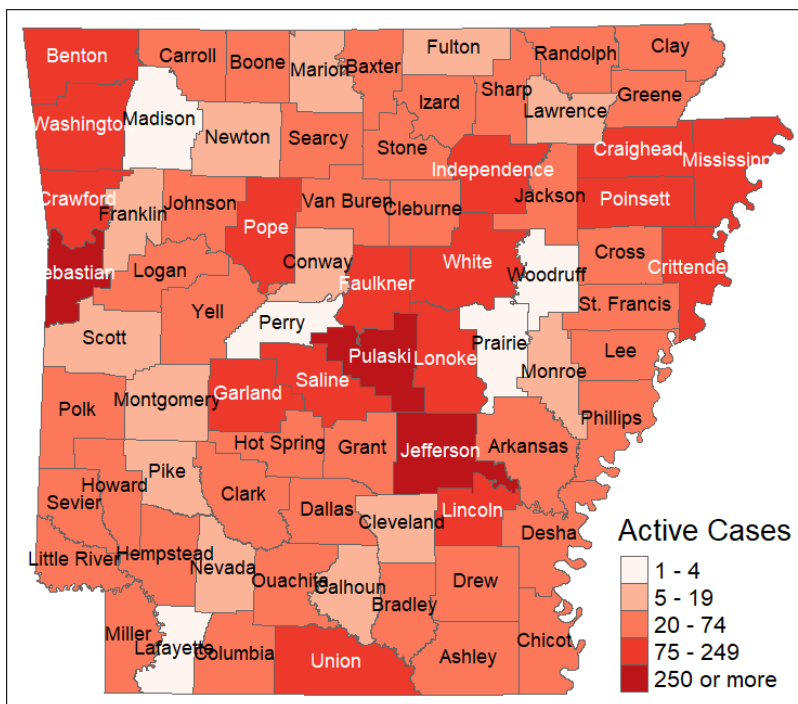 Benton
Carroll
Boone
Marion
Baxter
Fulton
Randolph
Clay
Sharp
Izard
Greene
Lawrence
Washingto
Madison
Newton
Searcy
Stone
Independence
Craighead
Mississipp
Jackson
Poinsett
Crawford
Franklin
Johnson
Pope
Van Buren
Cleburne
White
Woodruff
Cross
Crittende
ebastian
Logan
Conway
Faulkner
St. Francis
Yell
Perry
Scott
Pulaski
Lonoke
Prairie
Lee
Monroe
Saline
Garland
Montgomery
Polk
Phillips
Hot Spring
Grant
Jefferson
Arkansas
Pike
Howard
Sevier
Clark
Dallas
Cleveland
Lincoln
Desha
Little River
Hempstead
Nevada
Ouachita
Calhoun
Drew
Bradley
Miller
Lafayette
Columbia
Union
Ashley
Chicot
Active Cases
1 - 4
5 - 19
20 - 74
75 - 249
250 or more